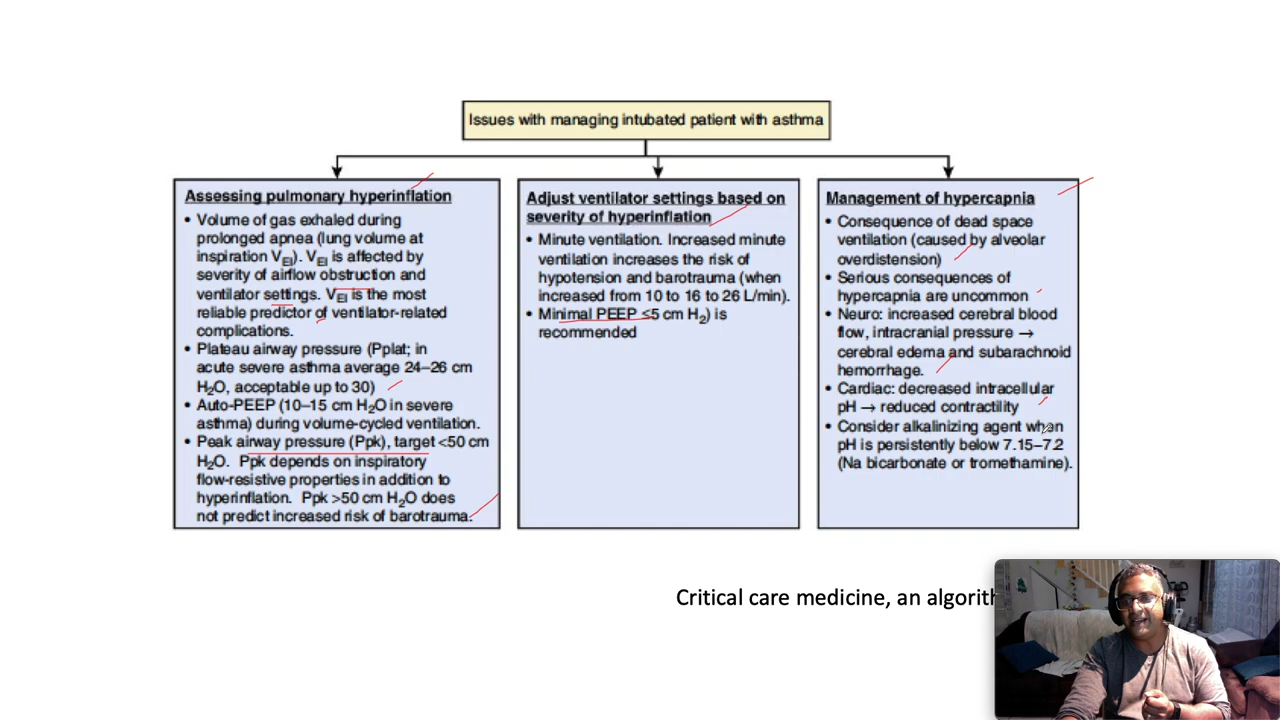 Issues with managing intubated patient with asthma
Assessing pulmonary hyperinflation
• Volume of gas exhaled during
prolonged apnea (lung volume at
inspiration VEI). VEI is affected by
severity of airflow obstruction and
ventilator settings. VEI is the most
reliable predictor of ventilator-related
complications.
• Plateau airway pressure (Pplat; in
acute severe asthma average 24–26 cm
H2O, acceptable up to 30)
• Auto-PEEP (10–15 cm H2O in severe
asthma) during volume-cycled ventilation.
• Peak airway pressure (Ppk), target <50 cm
H2O. Ppk depends on inspiratory
flow-resistive properties in addition to
hyperinflation. Ppk >50 cm H2O does
not predict increased risk of barotrauma.
Adjust ventilator settings based on
severity of hyperinflation
• Minute ventilation. Increased minute
ventilation increases the risk of
hypotension and barotrauma (when
increased from 10 to 16 to 26 L/min).
• Minimal PEEP ≤5 cm H2) is
recommended
Management of hypercapnia
• Consequence of dead space
ventilation (caused by alveolar
overdistension)
• Serious consequences of
hypercapnia are uncommon
• Neuro: increased cerebral blood
flow, intracranial pressure →
cerebral edema and subarachnoid
hemorrhage.
• Cardiac: decreased intracellular
pH → reduced contractility
• Consider alkalinizing agent when
pH is persistently below 7.15–7.2
(Na bicarbonate or tromethamine).
Critical care medicine, an algorith